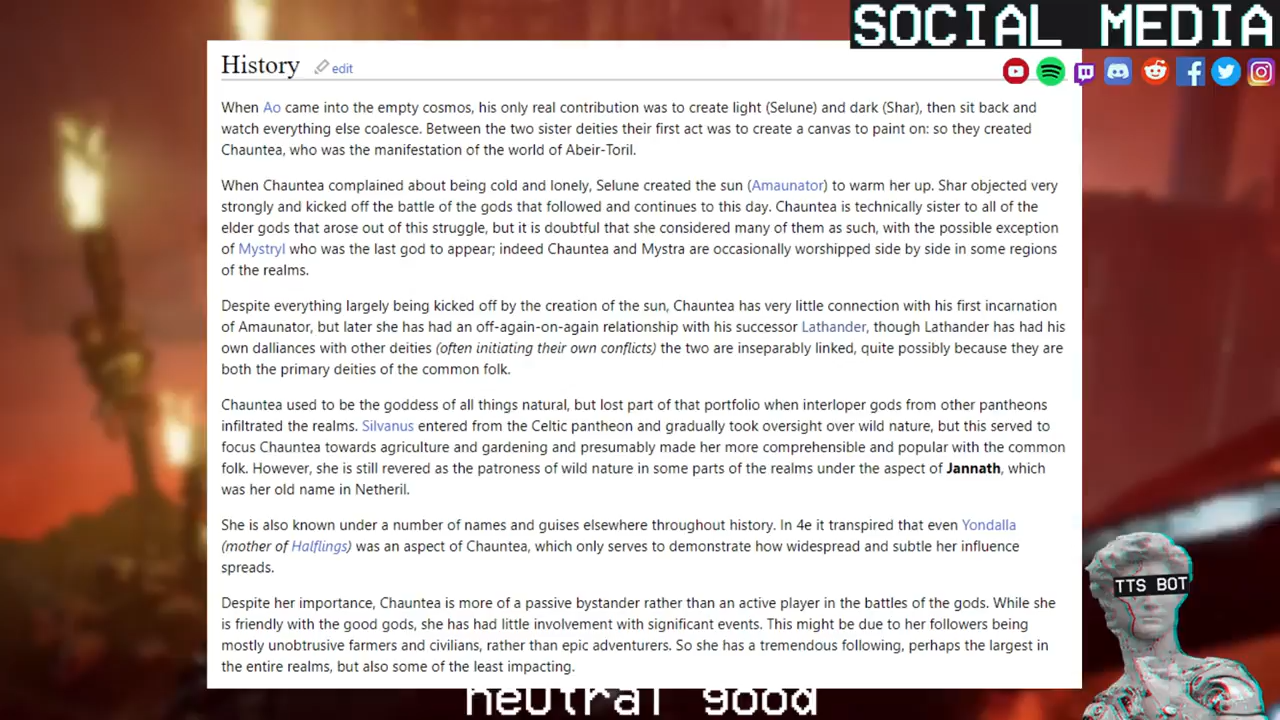 SOCIAL MEDIA
History edit
When Ao came into the empty cosmos, his only real contribution was to create light (Selune) and dark (Shar), then sit back and
watch everything else coalesce. Between the two sister deities their first act was to create a canvas to paint on: so they created
Chauntea, who was the manifestation of the world of Abeir-Toril.
When Chauntea complained about being cold and lonely, Selune created the sun (Amaunator) to warm her up. Shar objected very
strongly and kicked off the battle of the gods that followed and continues to this day. Chauntea is technically sister to all of the
elder gods that arose out of this struggle, but it is doubtful that she considered many of them as such, with the possible exception
of Mystryl who was the last god to appear; indeed Chauntea and Mystra are occasionally worshipped side by side in some regions
of the realms.
Despite everything largely being kicked off by the creation of the sun, Chauntea has very little connection with his first incarnation
of Amaunator, but later she has had an off-again-on-again relationship with his successor Lathander, though Lathander has had his
own dalliances with other deities (often initiating their own conflicts) the two are inseparably linked, quite possibly because they are
both the primary deities of the common folk.
Chauntea used to be the goddess of all things natural, but lost part of that portfolio when interloper gods from other pantheons
infiltrated the realms. Silvanus entered from the Celtic pantheon and gradually took oversight over wild nature, but this served to
focus Chauntea towards agriculture and gardening and presumably made her more comprehensible and popular with the common
folk. However, she is still revered as the patroness of wild nature in some parts of the realms under the aspect of Jannath, which
was her old name in Netheril.
She is also known under a number of names and guises elsewhere throughout history. In 4e it transpired that even Yondalla
(mother of Halflings) was an aspect of Chauntea, which only serves to demonstrate how widespread and subtle her influence
spreads.
Despite her importance, Chauntea is more of a passive bystander rather than an active player in the battles of the gods. While she
is friendly with the good gods, she has had little involvement with significant events. This might be due to her followers being
mostly unobtrusive farmers and civilians, rather than epic adventurers. So she has a tremendous following, perhaps the largest in
the entire realms, but also some of the least impacting.
TTS BOT
neutral good